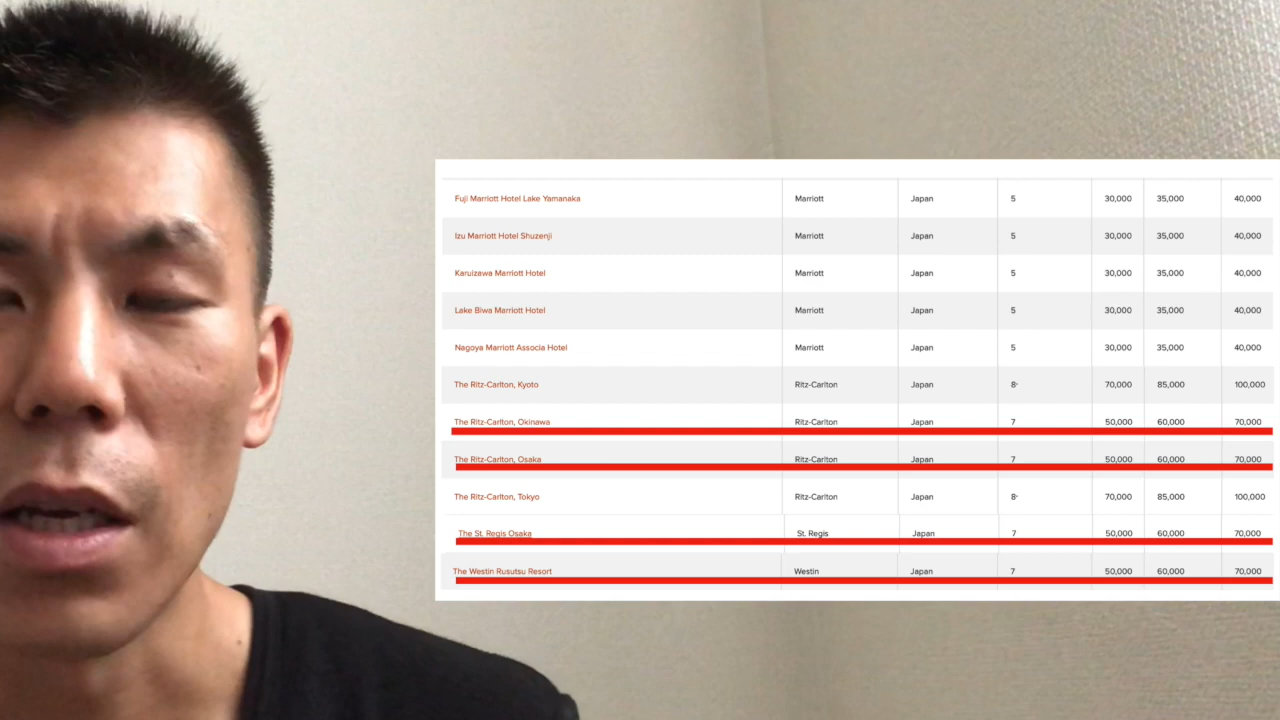 Fuji Marriott Hotel Lake Yamanaka Marriott Japan 5 30,000 35,000 40,000
Izu Marriott Hotel Shuzenji Marriott Japan 5 30,000 35,000 40,000
Karuizawa Marriott Hotel Marriott Japan 5 30,000 35,000 40,000
Lake Biwa Marriott Hotel Marriott Japan 5 30,000 35,000 40,000
Nagoya Marriott Associa Hotel Marriott Japan 5 30,000 35,000 40,000
The Ritz-Carlton, Kyoto Ritz-Carlton Japan 8* 70,000 85,000 100,000
The Ritz-Carlton, Okinawa Ritz-Carlton Japan 7 50,000 60,000 70,000
The Ritz-Carlton, Osaka Ritz-Carlton Japan 7 50,000 60,000 70,000
The Ritz-Carlton, Tokyo Ritz-Carlton Japan 8* 70,000 85,000 100,000
The St. Regis Osaka St. Regis Japan 7 50,000 60,000 70,000
The Westin Rusutsu Resort Westin Japan 7 50,000 60,000 70,000